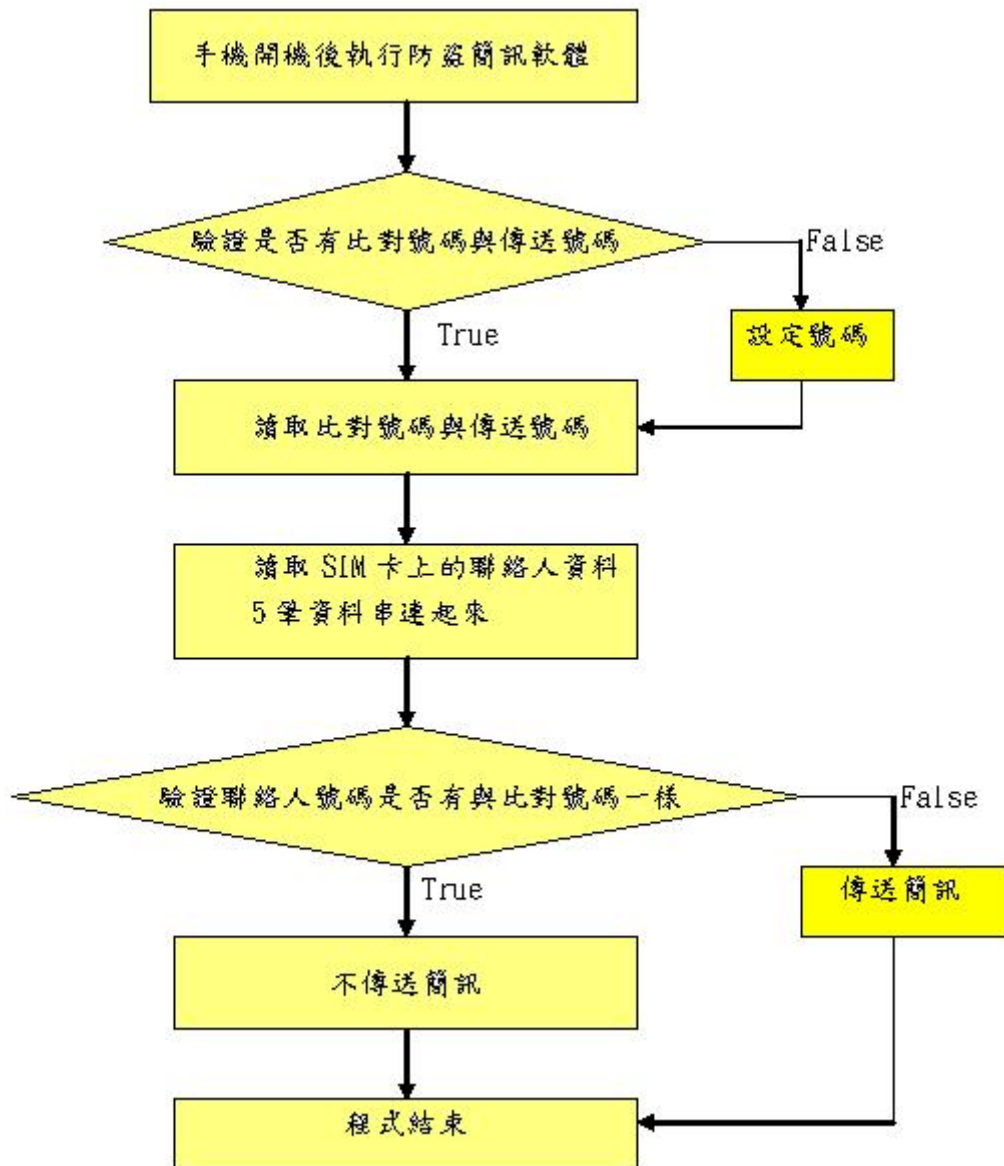 手機開機後執行防盜簡訊軟體
驗證是否有比對號碼與傳送號碼
False
True
設定號碼
讀取比對號碼與傳送號碼
讀取 SIM 卡上的聯絡人資料
5 筆資料串連起來
驗證聯絡人號碼是否有與比對號碼一樣
False
True
傳送簡訊
不傳送簡訊
程式結束